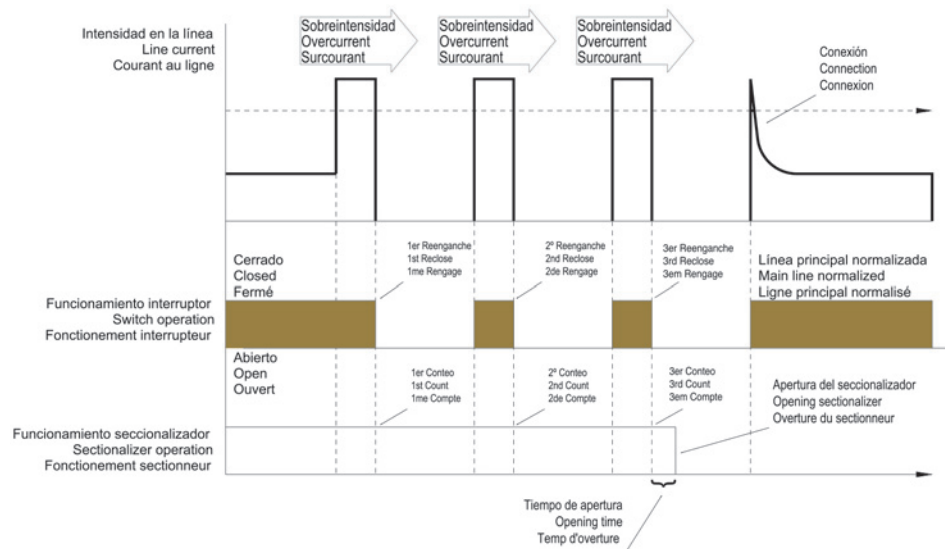 Intensidad en la línea
Line current
Courant au ligne
Sobreintensidad
Overcurrent
Surcourant
Sobreintensidad
Overcurrent
Surcourant
Sobreintensidad
Overcurrent
Surcourant
Conexión
Connection
Connexion
Cerrado
Closed
Fermé
1er Reenganche
1st Reclose
1me Rengage
2º Reenganche
2nd Reclose
2de Rengage
3er Reenganche
3rd Reclose
3em Rengage
Línea principal normalizada
Main line normalized
Ligne principal normalisé
Funcionamiento interruptor
Switch operation
Fonctionement interrupteur
Abierto
Open
Ouvert
1er Conteo
1st Count
1me Compte
2º Conteo
2nd Count
2de Compte
3er Conteo
3rd Count
3em Compte
Apertura del seccionalizador
Opening sectionalizer
Overture du sectionneur
Funcionamiento seccionalizador
Sectionalizer operation
Fonctionement sectionneur
Tiempo de apertura
Opening time
Temp d'overture